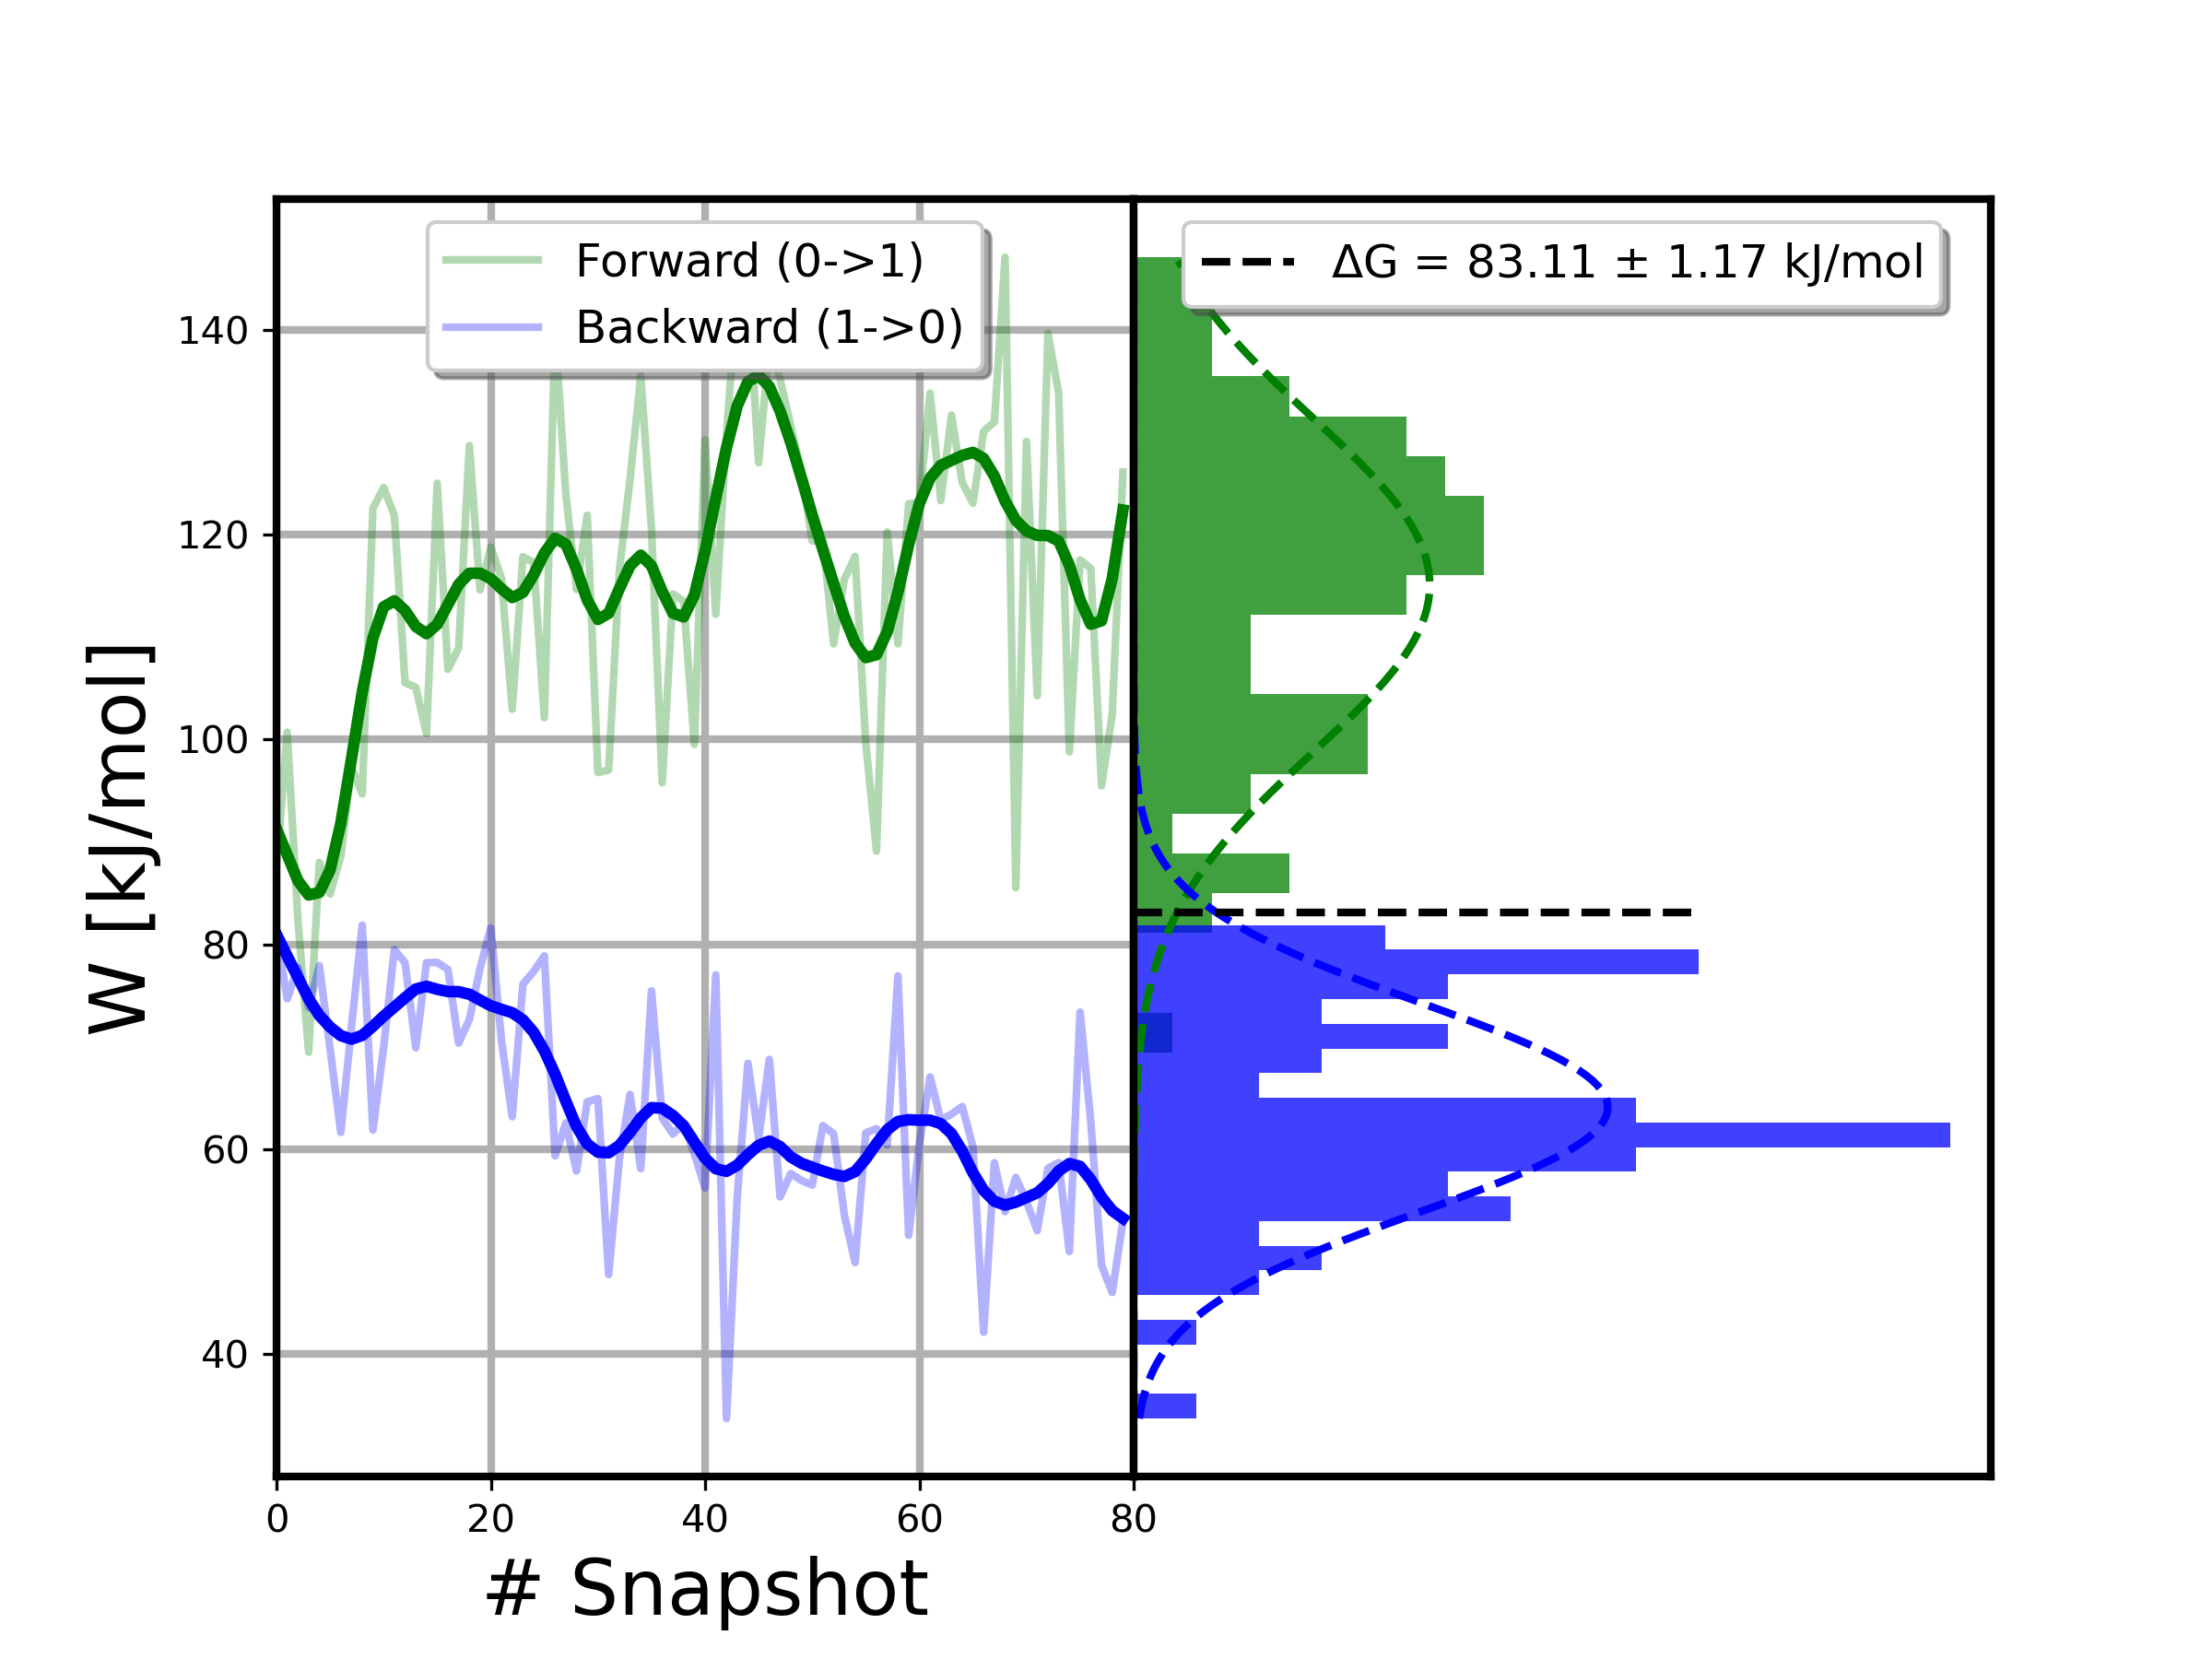 Forward (0->1)
Backward (1->0)
ΔG = 83.11 ± 1.17 kJ/mol
W [kJ/mol]
140
120
100
80
60
40
0 20 40 60 80
# Snapshot